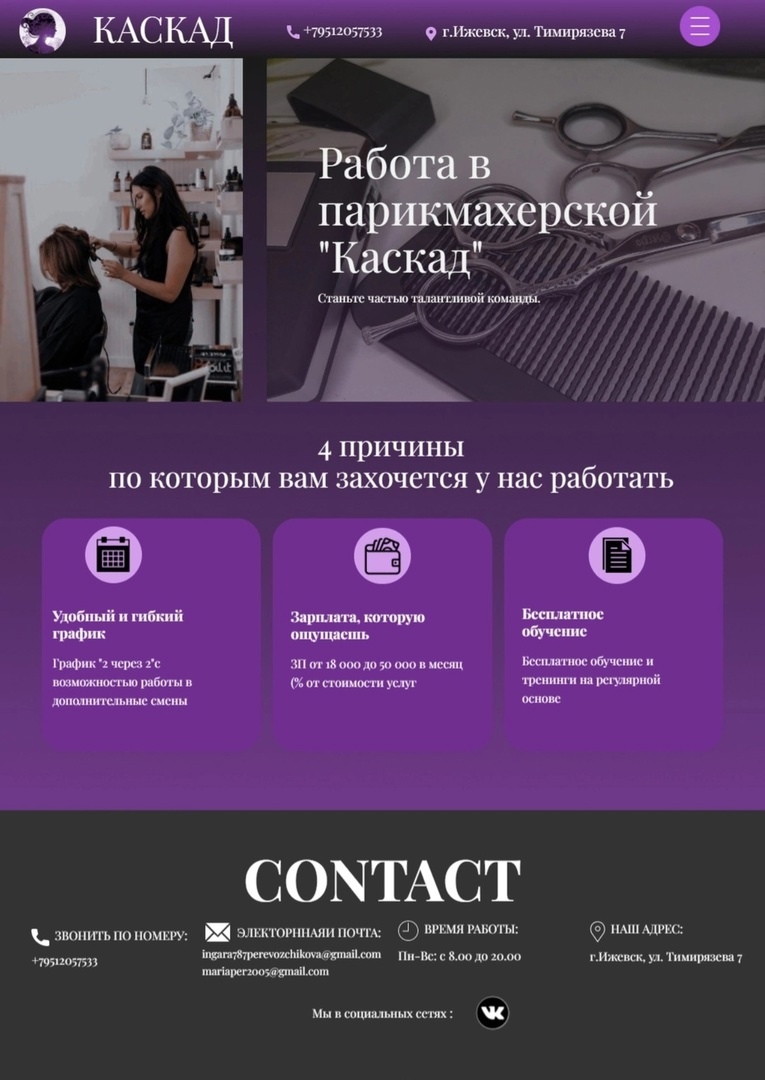 КАСКАД
+79512057533
г.Ижевск, ул. Тимирязева 7
Работа в
парикмахерской
"Каскад"
Станьте частью талантливой команды.
4 причины
по которым вам захочется у нас работать
Удобный и гибкий
график
График "2 через 2"с
возможностью работы в
дополнительные смены
Зарплата, которую
ощущаешь
ЗП от 18 000 до 50 000 в месяц
(% от стоимости услуг
Бесплатное
обучение
Бесплатное обучение и
тренинги на регулярной
основе
CONTACT
ЗВОНИТЬ ПО НОМЕРУ:
+79512057533
ЭЛЕКТОРННАЯИ ПОЧТА:
ingara787perevozchikova@gmail.com
mariaper2005@gmail.com
ВРЕМЯ РАБОТЫ:
Пн-Вс: с 8.00 до 20.00
НАШ АДРЕС:
г.Ижевск, ул. Тимирязева 7
Мы в социальных сетях :